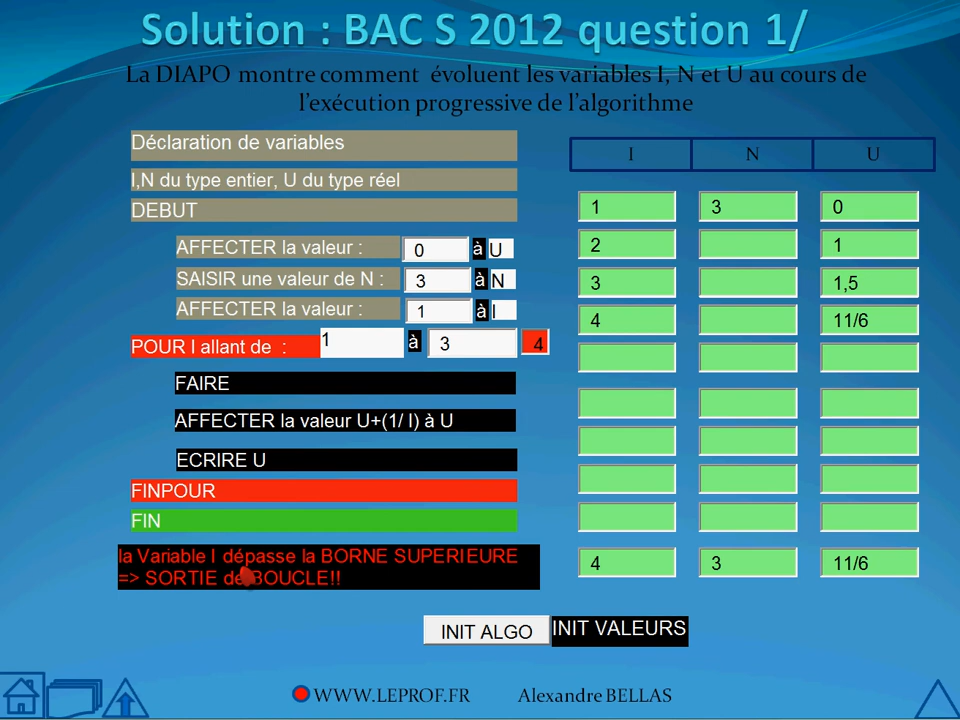 Solution : BAC S 2012 question 1/
La DIAPO montre comment évoluent les variables I, N et U au cours de
l'exécution progressive de l'algorithme
Déclaration de variables
I N U
I,N du type entier, U du type réel
DEBUT
1 3 0
AFFECTER la valeur : 0 à U
2 1
SAISIR une valeur de N : 3 à N
3 1,5
AFFECTER la valeur : 1 à I
4 11/6
POUR I allant de : 1 à 3 4
FAIRE
AFFECTER la valeur U+(1/ I) à U
ECRIRE U
FINPOUR
FIN
la Variable I dépasse la BORNE SUPERIEURE
=> SORTIE de BOUCLE!!
4 3 11/6
INIT ALGO INIT VALEURS
WWW.LEPROF.FR Alexandre BELLAS